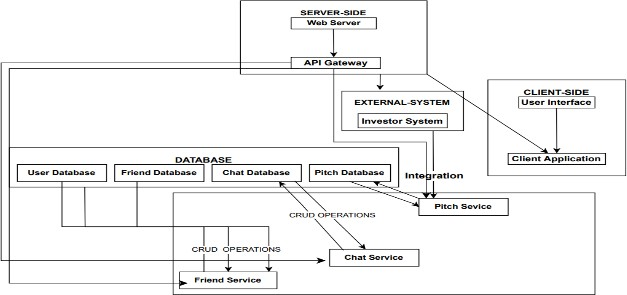 SERVER-SIDE
Web Server
API Gateway
EXTERNAL-SYSTEM
Investor System
CLIENT-SIDE
User Interface
Client Application
DATABASE
User Database
Friend Database
Chat Database
Pitch Database
Integration
Pitch Sevice
CRUD OPERATIONS
CRUD OPERATIONS
Chat Service
Friend Service